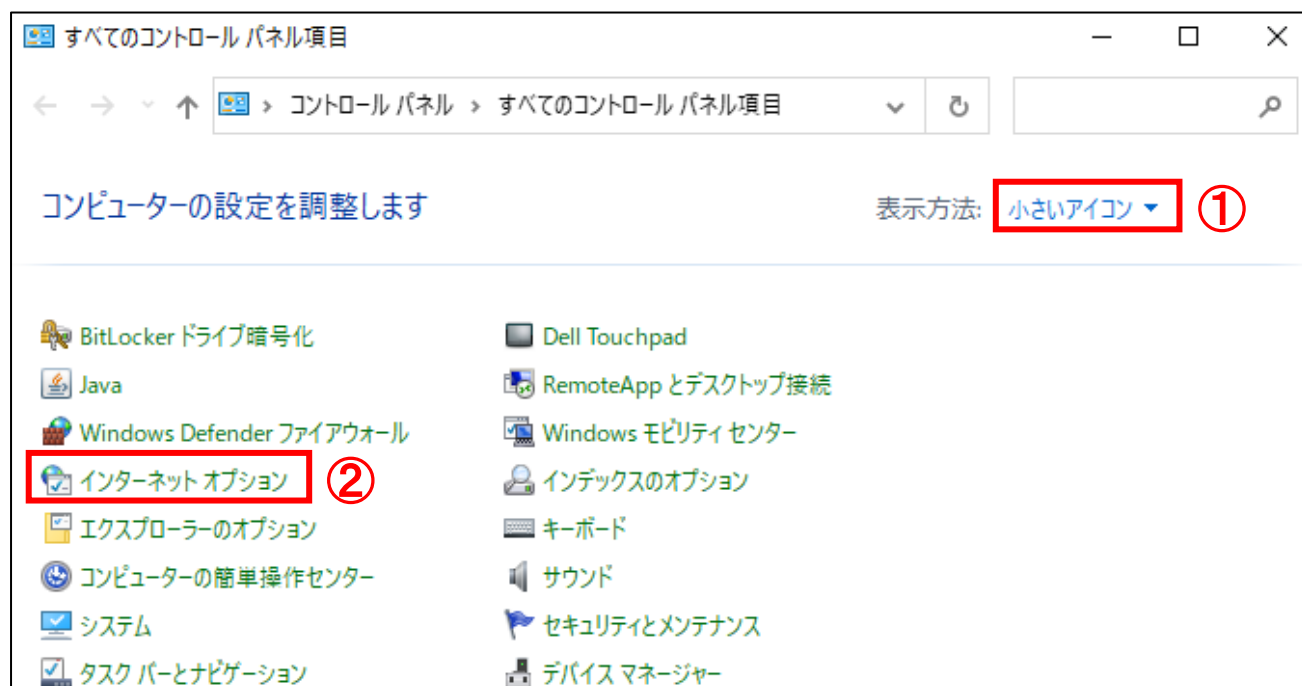 すべてのコントロール パネル項目
コントロール パネル › すべてのコントロール パネル項目
コンピューターの設定を調整します
表示方法: 小さいアイコン ①
BitLocker ドライブ暗号化
Dell Touchpad
Java
RemoteApp とデスクトップ接続
Windows Defender ファイアウォール
Windows モビリティ センター
インターネット オプション ②
インデックスのオプション
エクスプローラーのオプション
キーボード
コンピューターの簡単操作センター
サウンド
システム
セキュリティとメンテナンス
タスク バーとナビゲーション
デバイス マネージャー